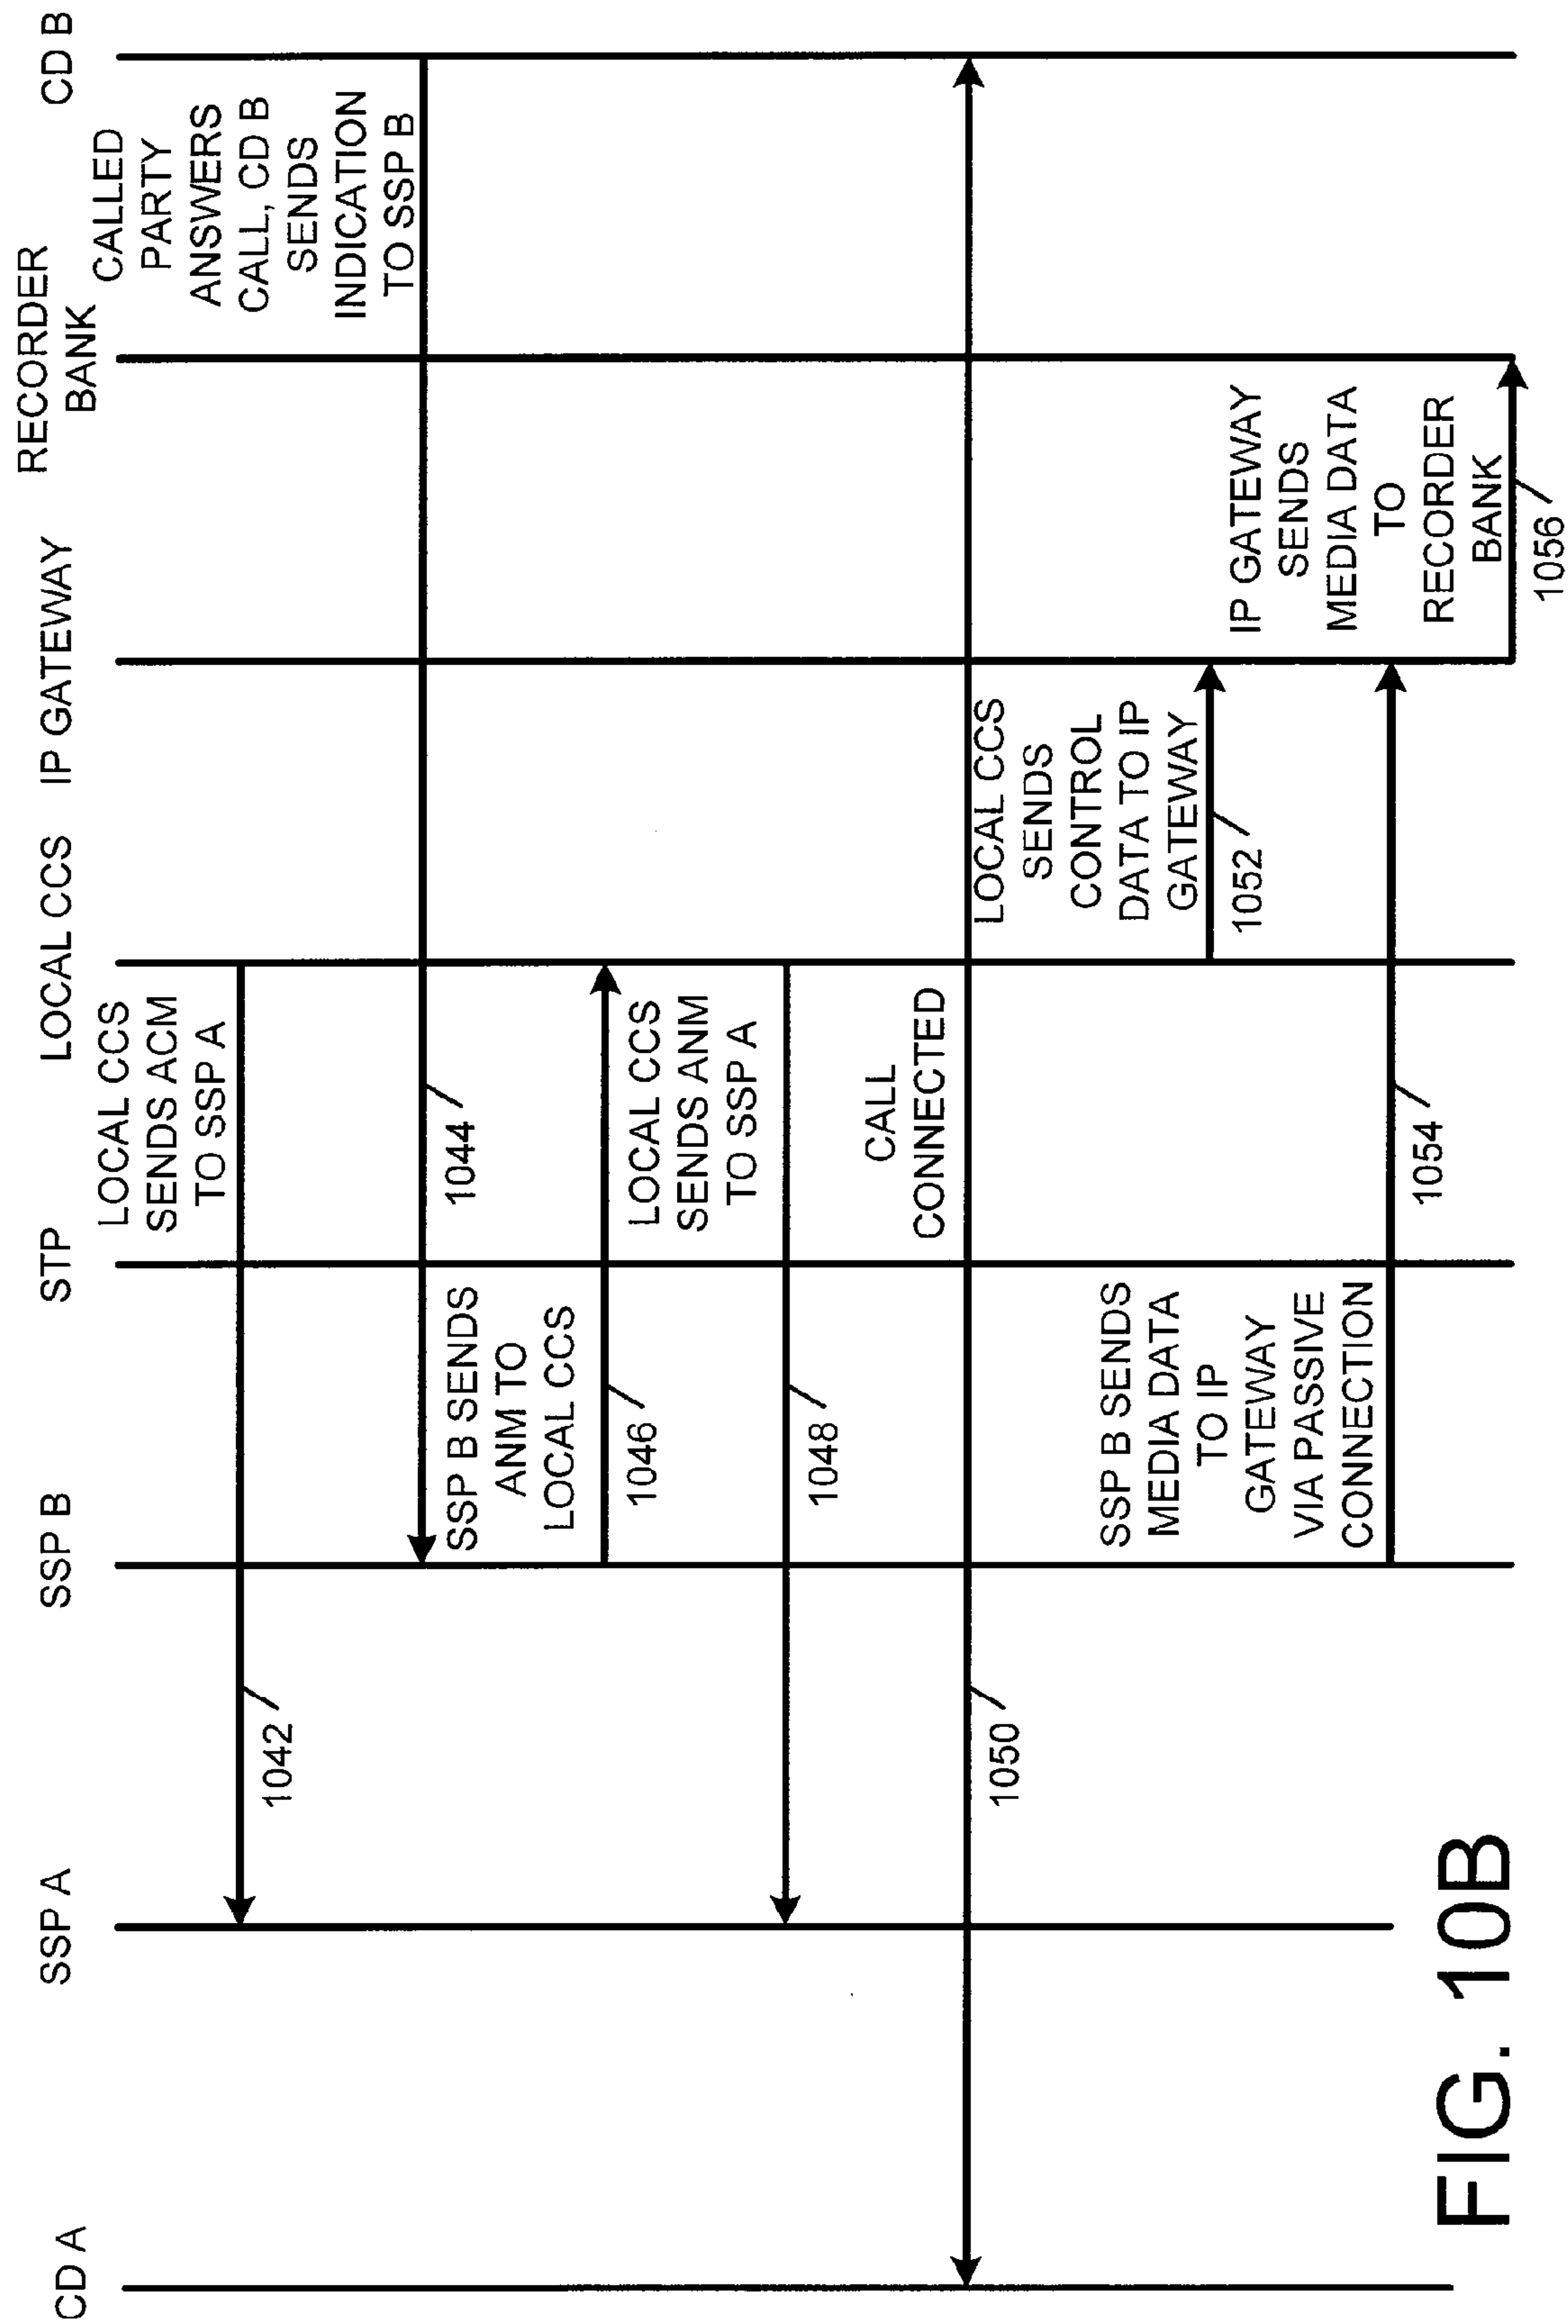 CD A
SSP A
SSP B
STP
LOCAL CCS
IP GATEWAY
RECORDER
BANK
CD B
LOCAL CCS
SENDS ACM
TO SSP A
1042
CALLED
PARTY
ANSWERS
CALL, CD B
SENDS
INDICATION
TO SSP B
1044
SSP B SENDS
ANM TO
LOCAL CCS
1046
LOCAL CCS
SENDS ANM
TO SSP A
1048
CALL
CONNECTED
1050
LOCAL CCS
SENDS
CONTROL
DATA TO IP
GATEWAY
1052
SSP B SENDS
MEDIA DATA
TO IP
GATEWAY
VIA PASSIVE
CONNECTION
1054
IP GATEWAY
SENDS
MEDIA DATA
TO
RECORDER
BANK
1056
FIG. 10B